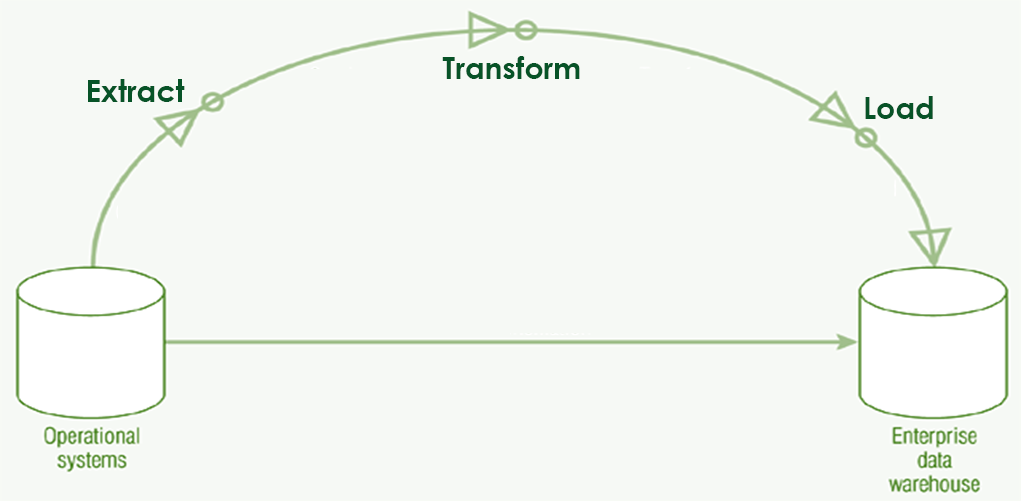 Extract
Transform
Load
Operational
systems
Enterprise
data
warehouse